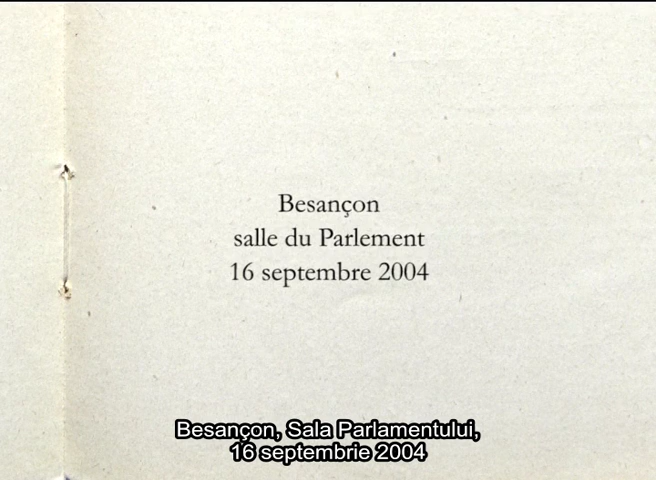 Besançon
salle du Parlement
16 septembre 2004
Besançon, Sala Parlamentului,
16 septembrie 2004